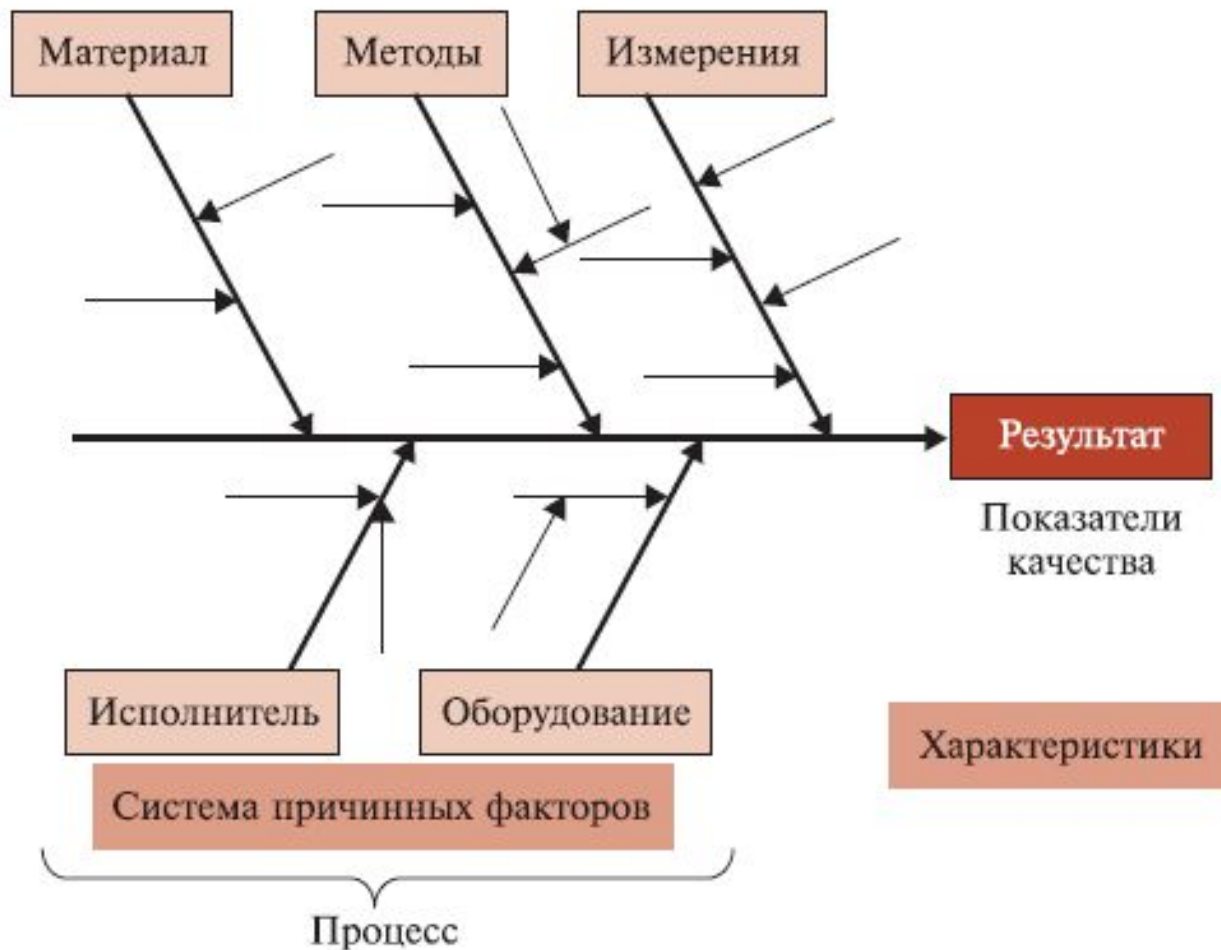 Материал
Методы
Измерения
Результат
Показатели
качества
Исполнитель
Оборудование
Характеристики
Система причинных факторов
Процесс